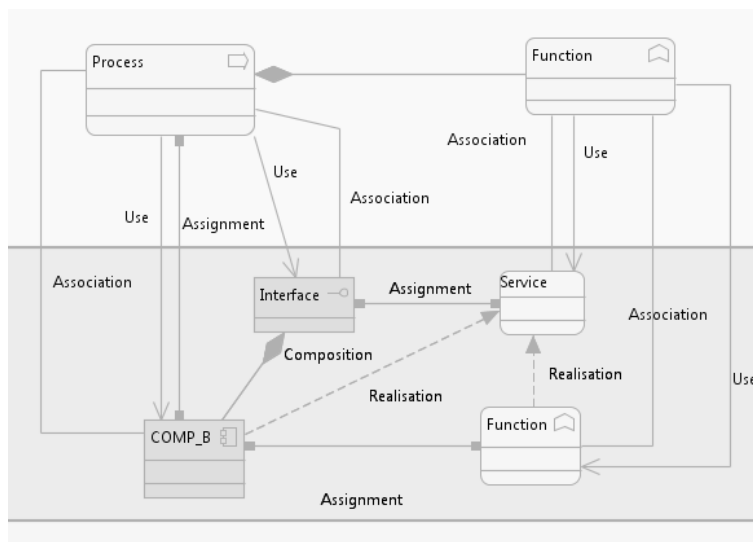 Process
Function
Association
Use
Use
Association
Use
Assignment
Association
Interface
Assignment
Service
Association
Composition
Realisation
Realisation
Use
COMP_B
Function
Assignment